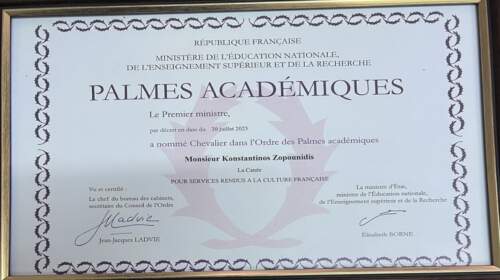 RÉPUBLIQUE FRANÇAISE
MINISTÈRE DE L'ÉDUCATION NATIONALE,
DE L'ENSEIGNEMENT SUPÉRIEUR ET DE LA RECHERCHE
PALMES ACADÉMIQUES
Le Premier ministre,
par décret en date du 30 juillet 2025
a nommé Chevalier dans l'Ordre des Palmes académiques
Monsieur Konstantinos Zopounidis
La Canée
POUR SERVICES RENDUS A LA CULTURE FRANÇAISE
Vu et certifié :
Le chef du bureau des cabinets,
secrétaire du Conseil de l'Ordre
Jean-Jacques LADVIE
La ministre d'État,
ministre de l'Éducation nationale,
de l'Enseignement supérieur et de la Recherche
Élisabeth BORNE